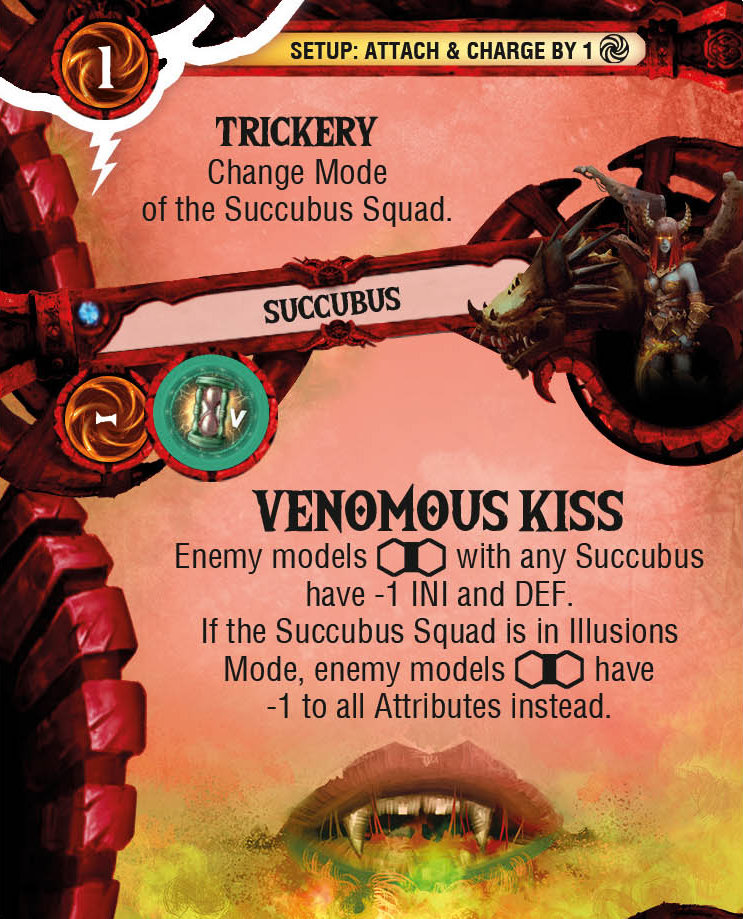 1
SETUP: ATTACH & CHARGE BY 1
TRICKERY
Change Mode
of the Succubus Squad.
SUCCUBUS
I
V
VENOMOUS KISS
Enemy models with any Succubus
have -1 INI and DEF.
If the Succubus Squad is in Illusions
Mode, enemy models have
-1 to all Attributes instead.